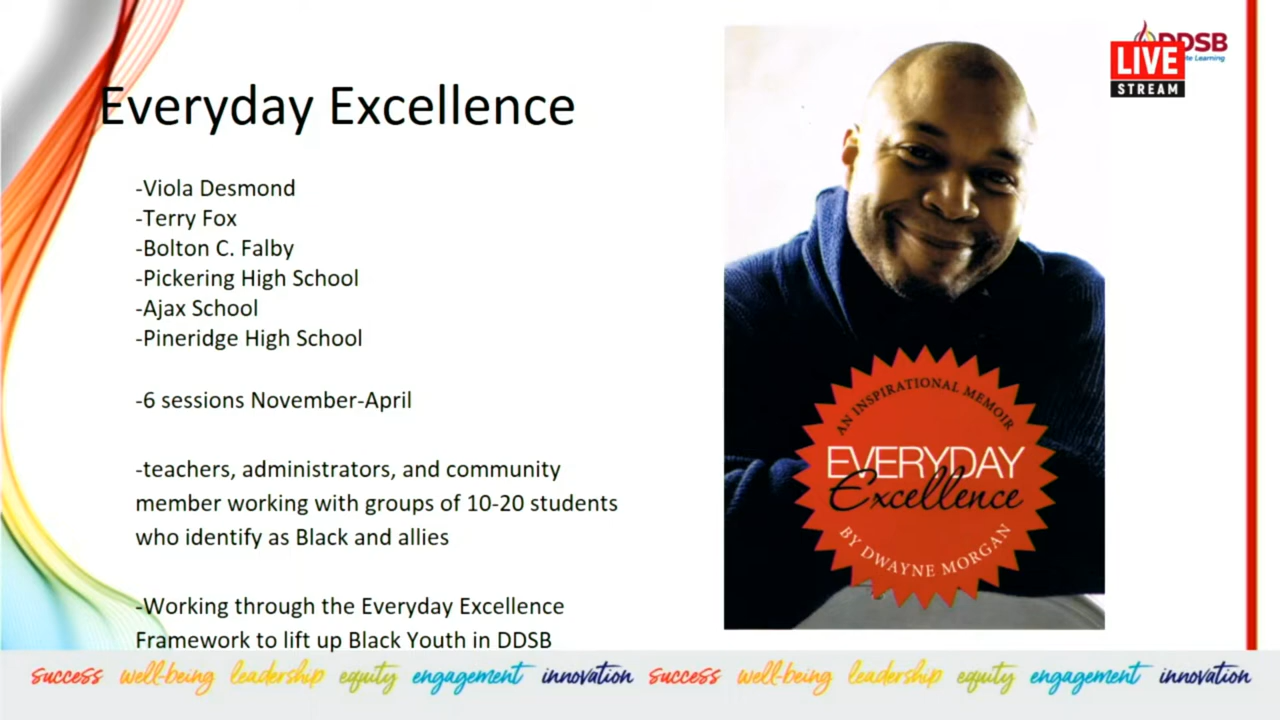 Everyday Excellence
-Viola Desmond
-Terry Fox
-Bolton C. Falby
-Pickering High School
-Ajax School
-Pineridge High School
-6 sessions November-April
-teachers, administrators, and community
member working with groups of 10-20 students
who identify as Black and allies
-Working through the Everyday Excellence
Framework to lift up Black Youth in DDSB
AN INSPIRATIONAL MEMOIR
EVERYDAY
Excellence
BY DWAYNE MORGAN
DDSB
Learning
LIVE
STREAM
success well-being leadership equity engagement innovation success well-being leadership equity engagement innovation